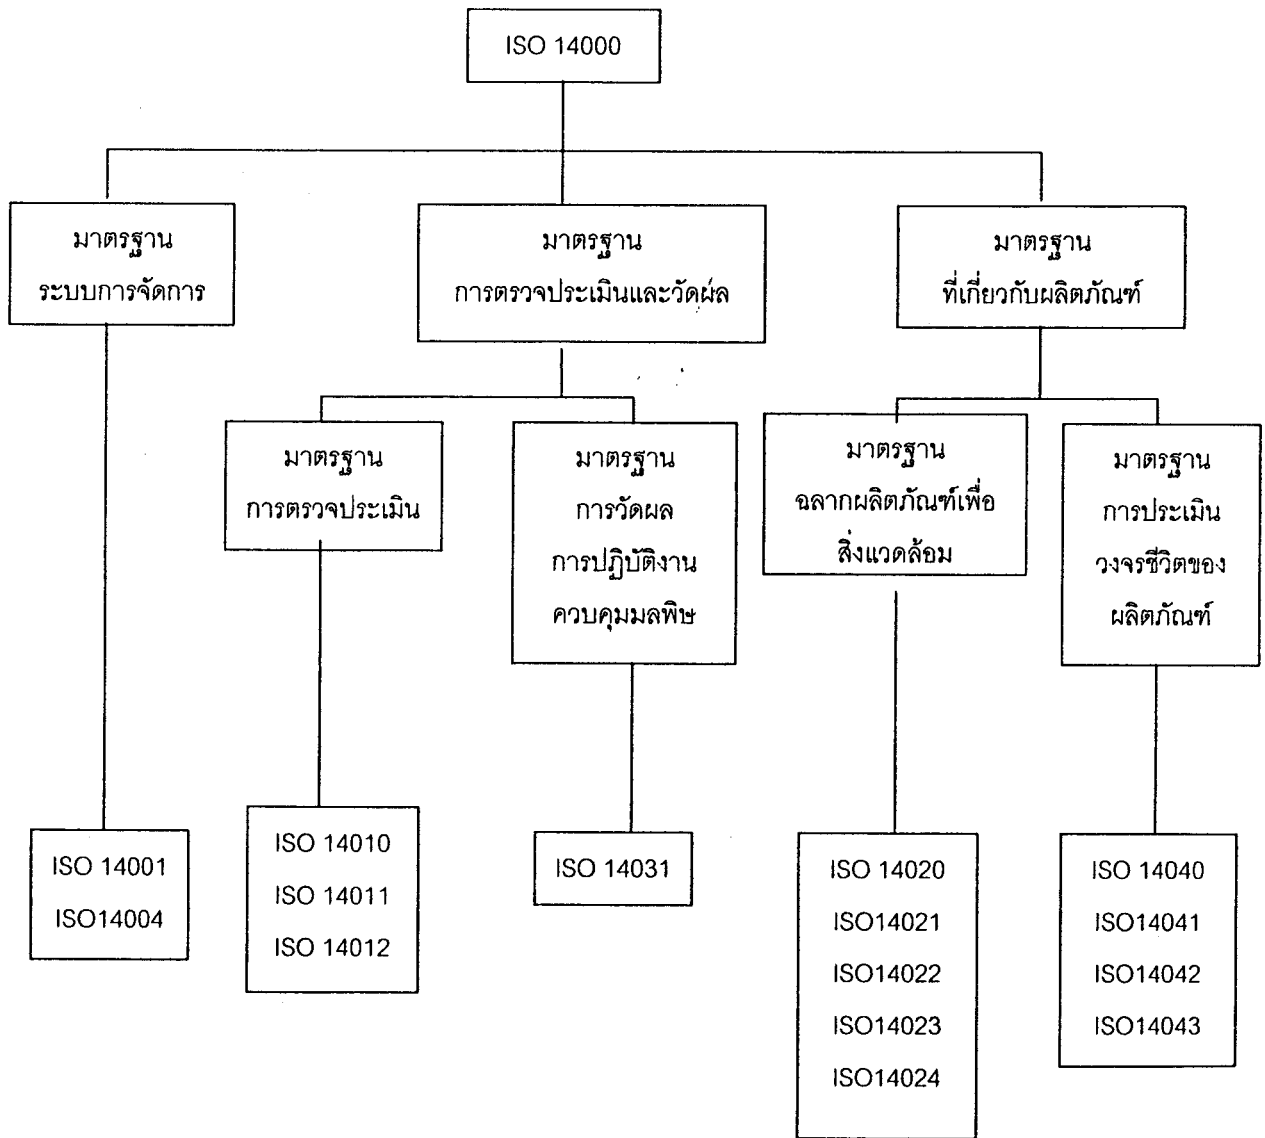 ISO 14000
มาตรฐาน
ระบบการจัดการ
มาตรฐาน
การตรวจประเมินและวัดผล
มาตรฐาน
ที่เกี่ยวกับผลิตภัณฑ์
มาตรฐาน
การตรวจประเมิน
มาตรฐาน
การวัดผล
การปฏิบัติงาน
ควบคุมมลพิษ
มาตรฐาน
ฉลากผลิตภัณฑ์เพื่อ
สิ่งแวดล้อม
มาตรฐาน
การประเมิน
วงจรชีวิตของ
ผลิตภัณฑ์
ISO 14001
ISO14004
ISO 14010
ISO 14011
ISO 14012
ISO 14031
ISO 14020
ISO14021
ISO14022
ISO14023
ISO14024
ISO 14040
ISO14041
ISO14042
ISO14043